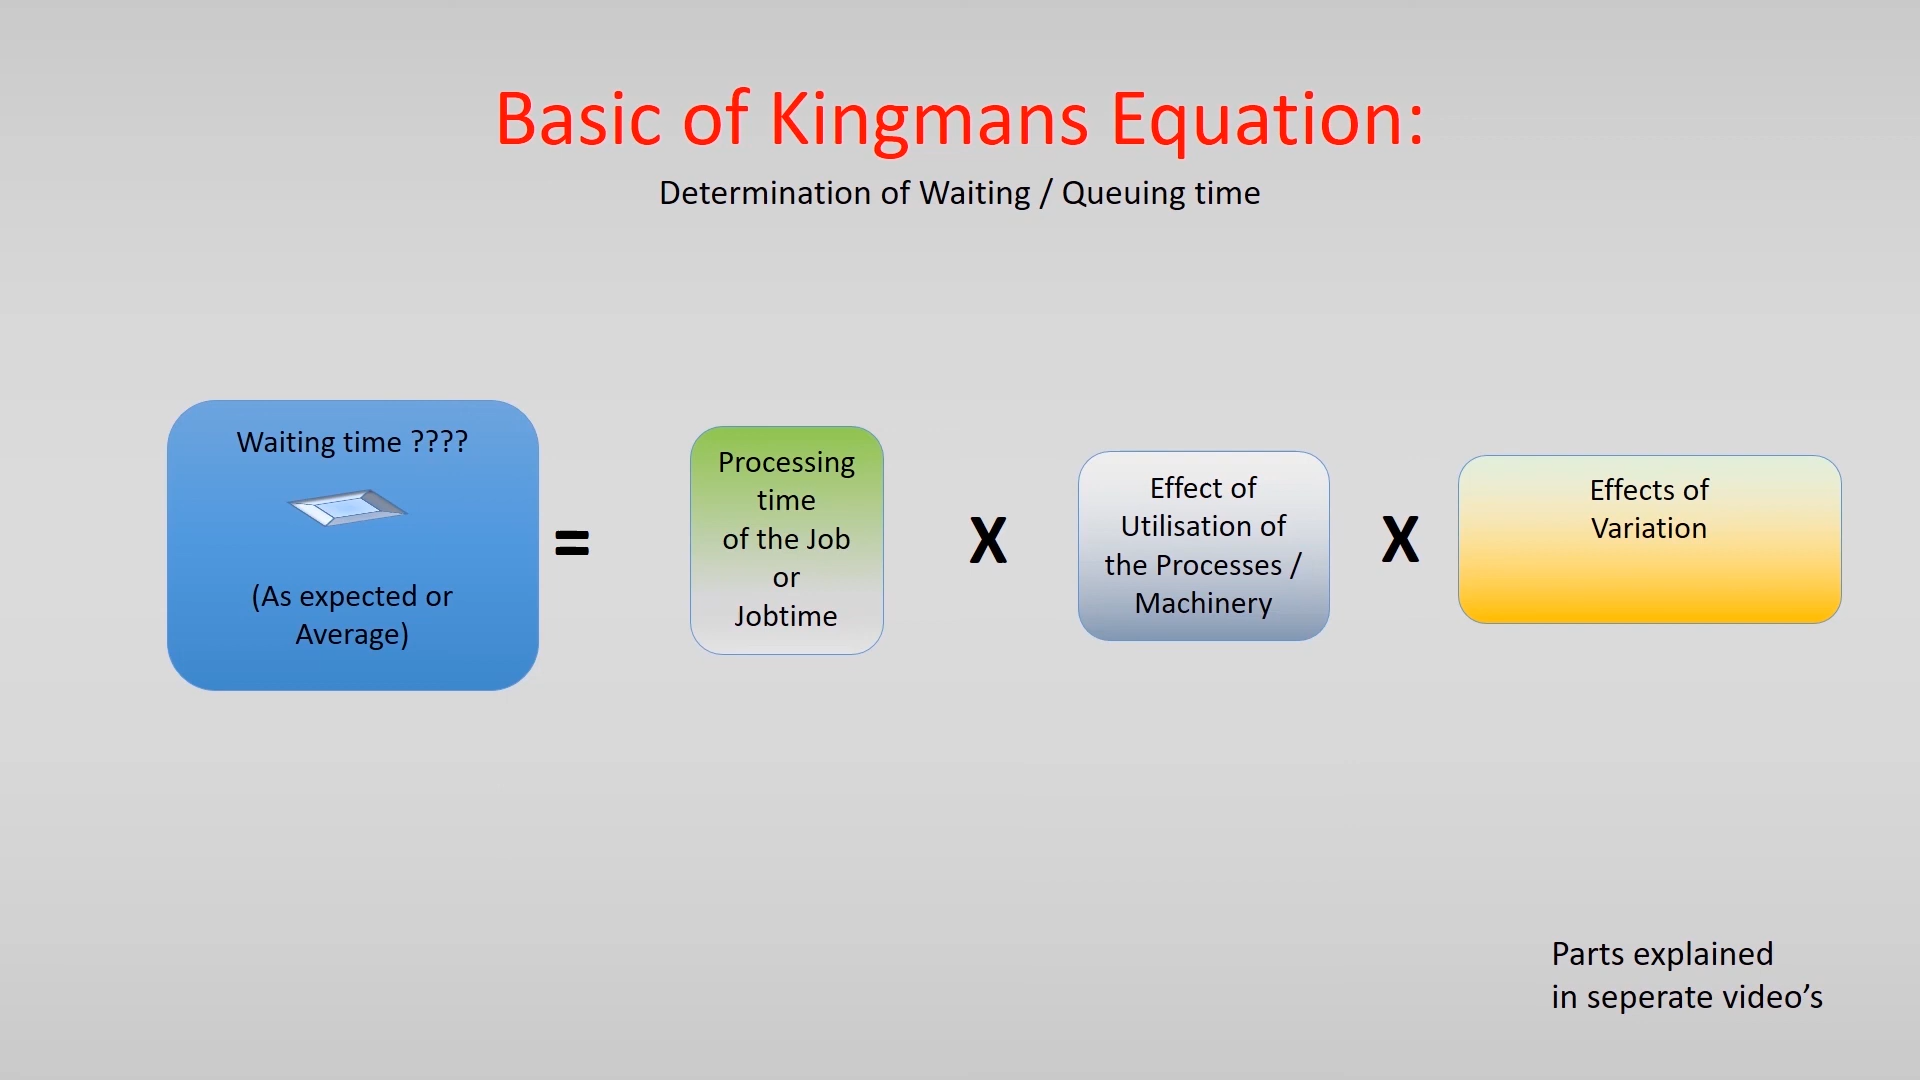 Basic of Kingmans Equation:
Determination of Waiting / Queuing time
Waiting time ????
(As expected or
Average)
=
Processing
time
of the Job
or
Jobtime
X
Effect of
Utilisation of
the Processes /
Machinery
X
Effects of
Variation
Parts explained
in seperate video’s